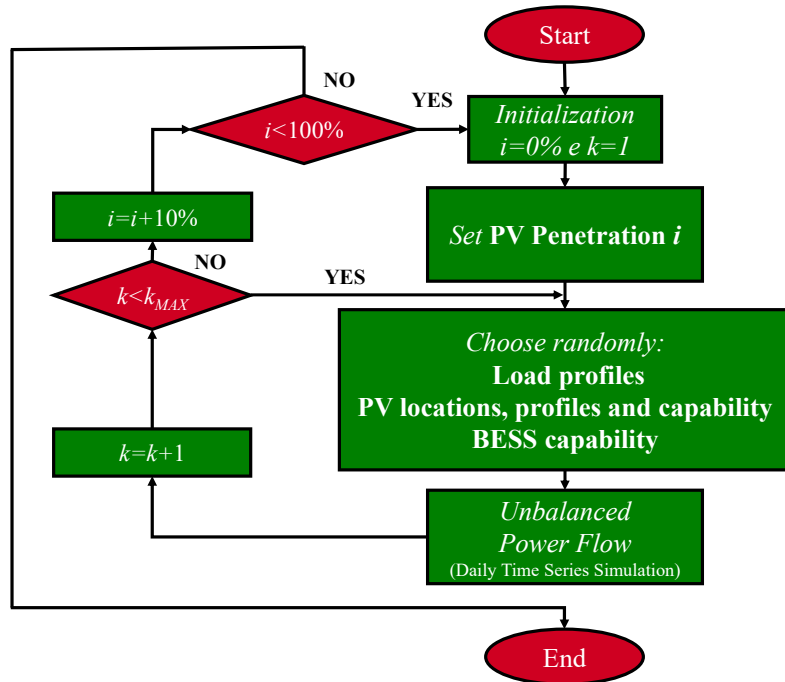 Start
NO
YES
i<100%
Initialization
i=0% e k=1
i=i+10%
Set PV Penetration i
NO
YES
k<kMAX
Choose randomly:
Load profiles
PV locations, profiles and capability
BESS capability
k=k+1
Unbalanced
Power Flow
(Daily Time Series Simulation)
End